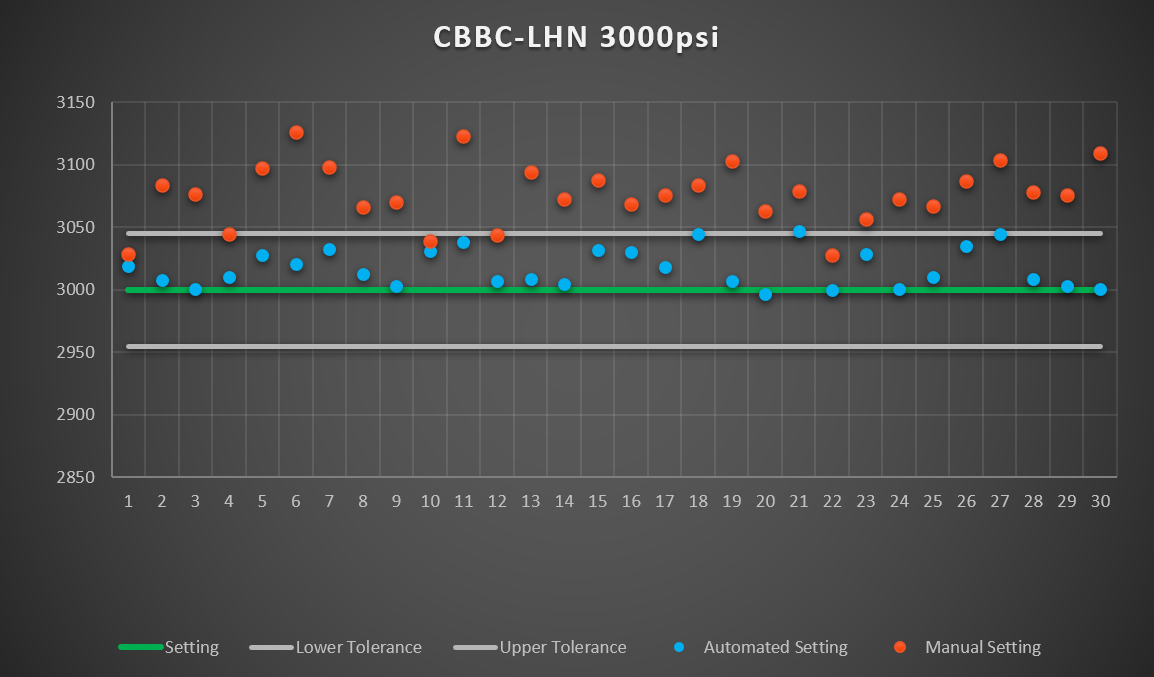 CBBC-LHN 3000psi
3150
3100
3050
3000
2950
2900
2850
1 2 3 4 5 6 7 8 9 10 11 12 13 14 15 16 17 18 19 20 21 22 23 24 25 26 27 28 29 30
Setting Lower Tolerance Upper Tolerance Automated Setting Manual Setting